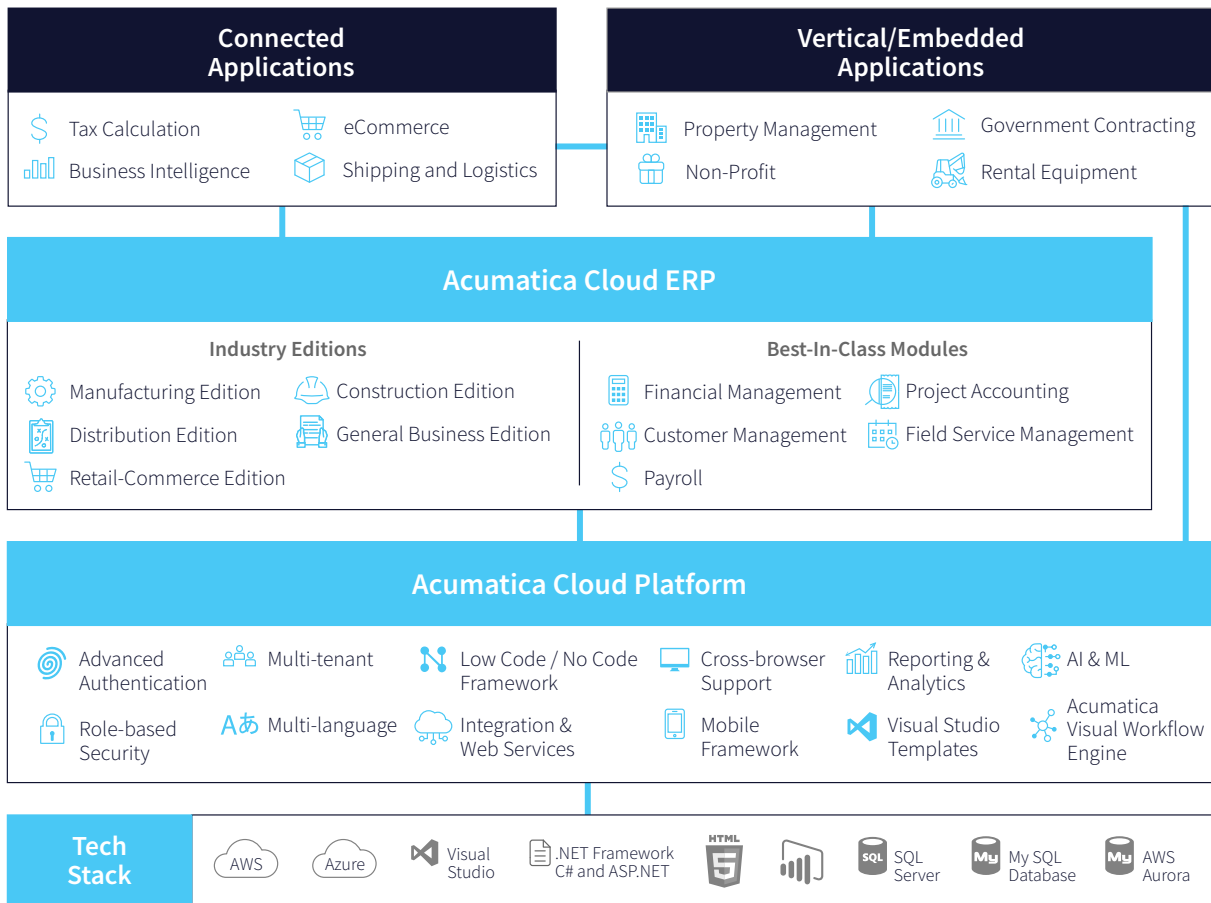 Connected
Applications
Tax Calculation
eCommerce
Business Intelligence
Shipping and Logistics
Vertical/Embedded
Applications
Property Management
Government Contracting
Non-Profit
Rental Equipment
Acumatica Cloud ERP
Industry Editions
Manufacturing Edition
Construction Edition
Distribution Edition
General Business Edition
Retail-Commerce Edition
Best-In-Class Modules
Financial Management
Project Accounting
Customer Management
Field Service Management
Payroll
Acumatica Cloud Platform
Advanced
Authentication
Multi-tenant
Low Code / No Code
Framework
Cross-browser
Support
Reporting &
Analytics
AI & ML
Role-based
Security
Aあ
Multi-language
Integration &
Web Services
Mobile
Framework
Visual Studio
Templates
Acumatica
Visual Workflow
Engine
Tech
Stack
AWS
Azure
Visual
Studio
.NET Framework
C# and ASP.NET
HTML
5
SQL
SQL
Server
My
My SQL
Database
My
AWS
Aurora